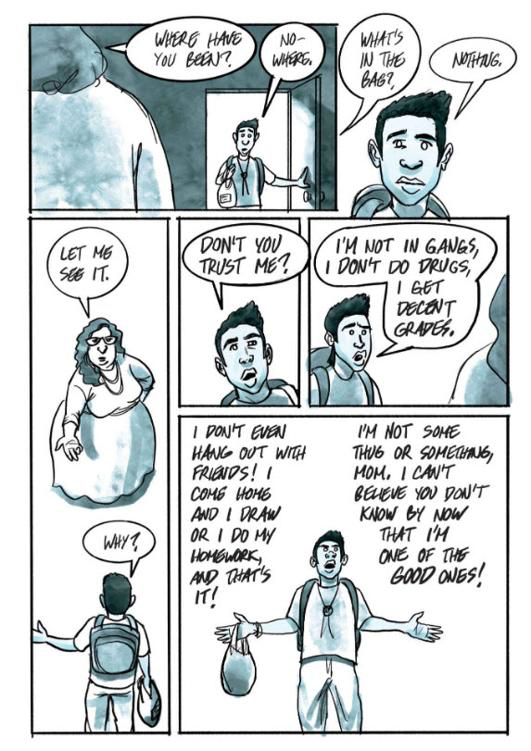 WHERE HAVE
YOU BEEN?
NO-
WHERE.
WHAT'S
IN THE
BAG?
NOTHING.
LET ME
SEE IT.
WHY?
DON'T YOU
TRUST ME?
I'M NOT IN GANGS,
I DON'T DO DRUGS,
I GET
DECENT
GRADES.
I DON'T EVEN
HANG OUT WITH
FRIENDS! I
COME HOME
AND I DRAW
OR I DO MY
HOMEWORK,
AND THAT'S
IT!
I'M NOT SOME
THUG OR SOMETHING,
MOM. I CAN'T
BELIEVE YOU DON'T
KNOW BY NOW
THAT I'M
ONE OF THE
GOOD ONES!